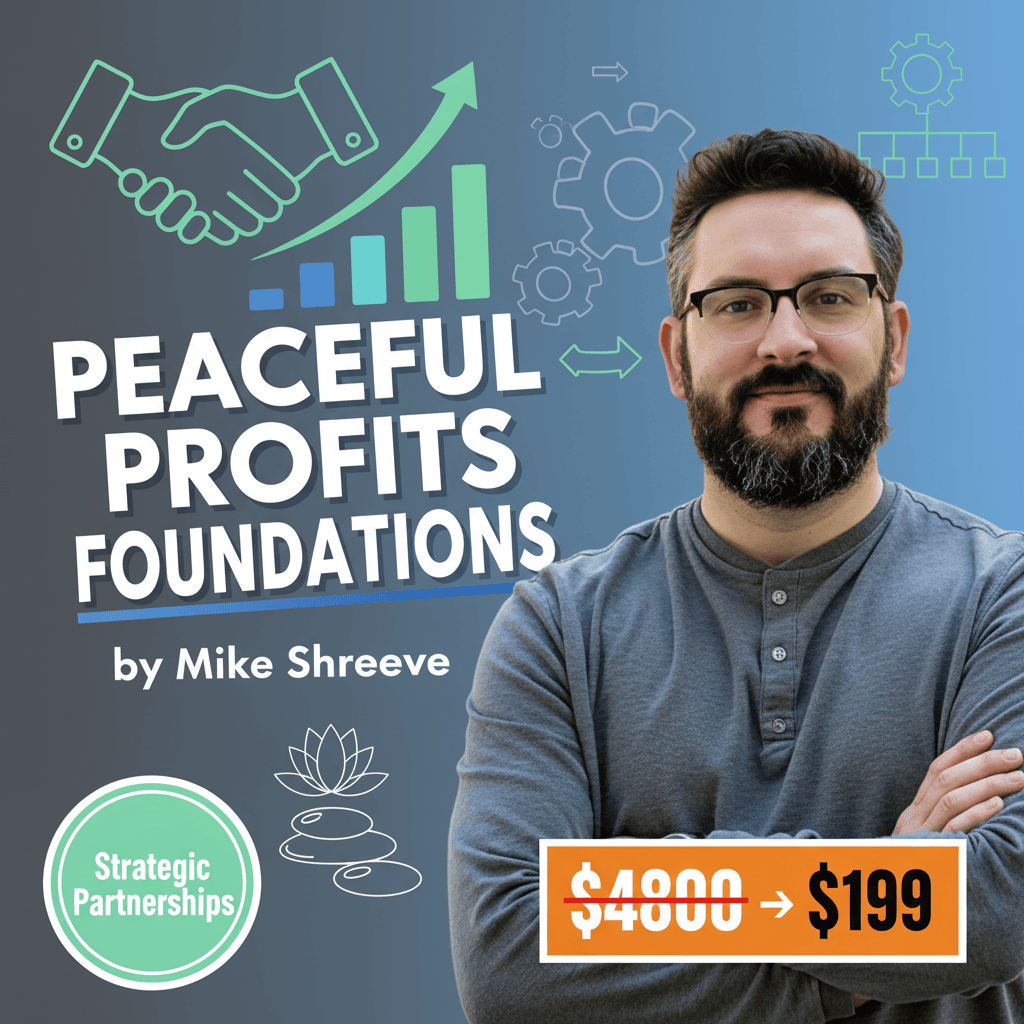 PEACEFUL
PROFITS
FOUNDATIONS
by Mike Shreeve
Strategic
Partnerships
$4800 → $199